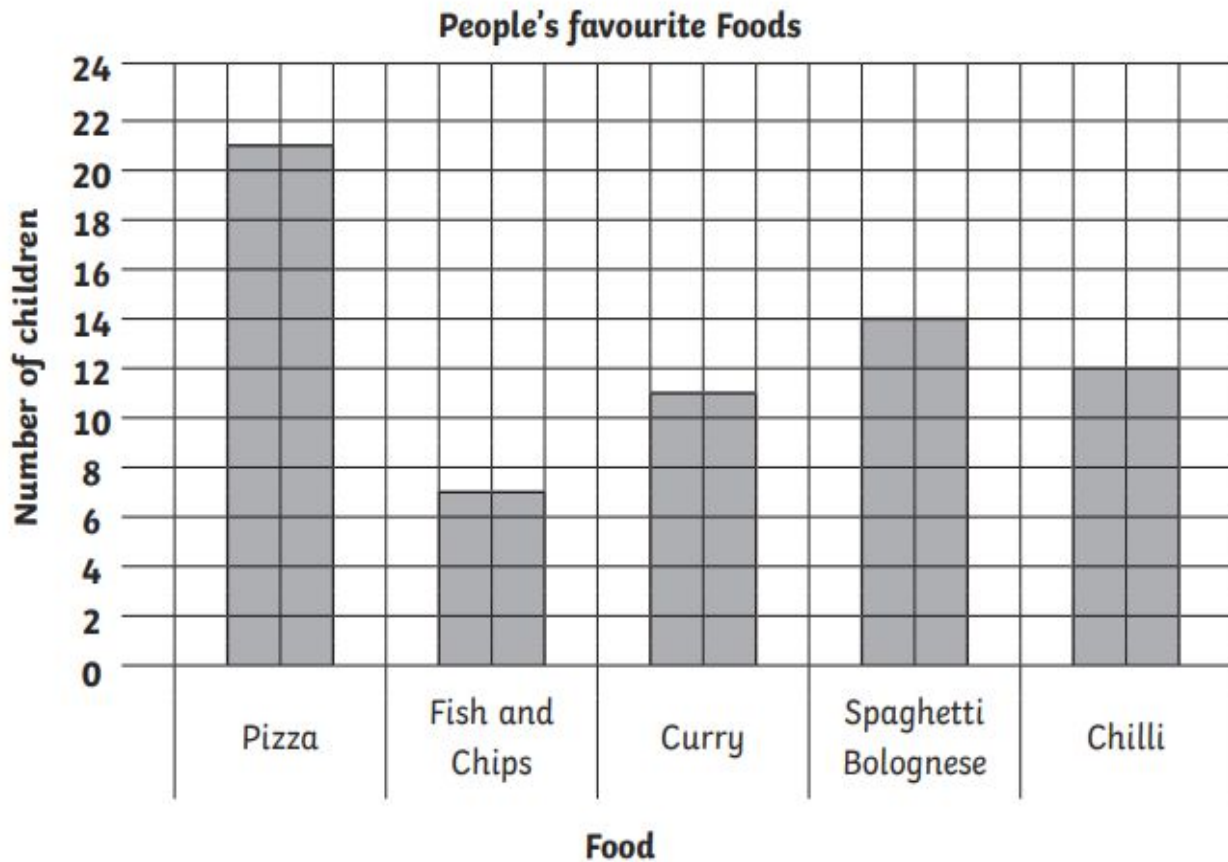 People's favourite Foods
24
22
20
18
16
14
12
10
8
6
4
2
0
Number of children
Pizza
Fish and
Chips
Curry
Spaghetti
Bolognese
Chilli
Food